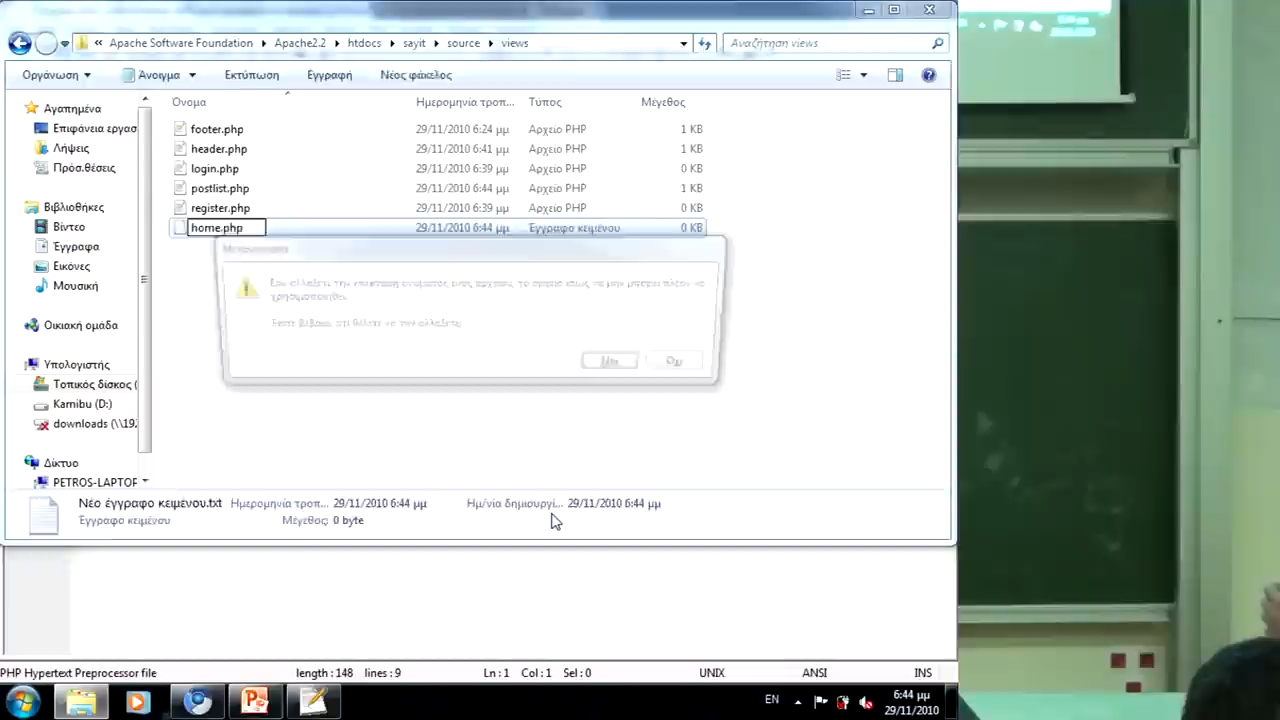 « Apache Software Foundation Apache2.2 htdocs sayit source views Αναζήτηση views
Οργάνωση Άνοιγμα Εκτύπωση Εγγραφή Νέος φάκελος
Αγαπημένα
Επιφάνεια εργασ
Λήψεις
Πρόσ.θέσεις
Βιβλιοθήκες
Βίντεο
Έγγραφα
Εικόνες
Μουσική
Οικιακή ομάδα
Υπολογιστής
Τοπικός δίσκος (
Karnibu (D:)
downloads (\\19
Δίκτυο
PETROS-LAPTOP
Όνομα Ημερομηνία τροπ... Τύπος Μέγεθος
footer.php 29/11/2010 6:24 μμ Αρχείο PHP 1 KB
header.php 29/11/2010 6:41 μμ Αρχείο PHP 1 KB
login.php 29/11/2010 6:39 μμ Αρχείο PHP 0 KB
postlist.php 29/11/2010 6:44 μμ Αρχείο PHP 1 KB
register.php 29/11/2010 6:39 μμ Αρχείο PHP 0 KB
home.php 29/11/2010 6:44 μμ Έγγραφο κειμένου 0 KB
Ναι Όχι
Νέο έγγραφο κειμένου.txt Ημερομηνία τροπ... 29/11/2010 6:44 μμ Ημ/νία δημιουργί... 29/11/2010 6:44 μμ
Έγγραφο κειμένου Μέγεθος: 0 byte
PHP Hypertext Preprocessor file length : 148 lines : 9 Ln : 1 Col : 1 Sel : 0 UNIX ANSI INS
EN 6:44 μμ
29/11/2010